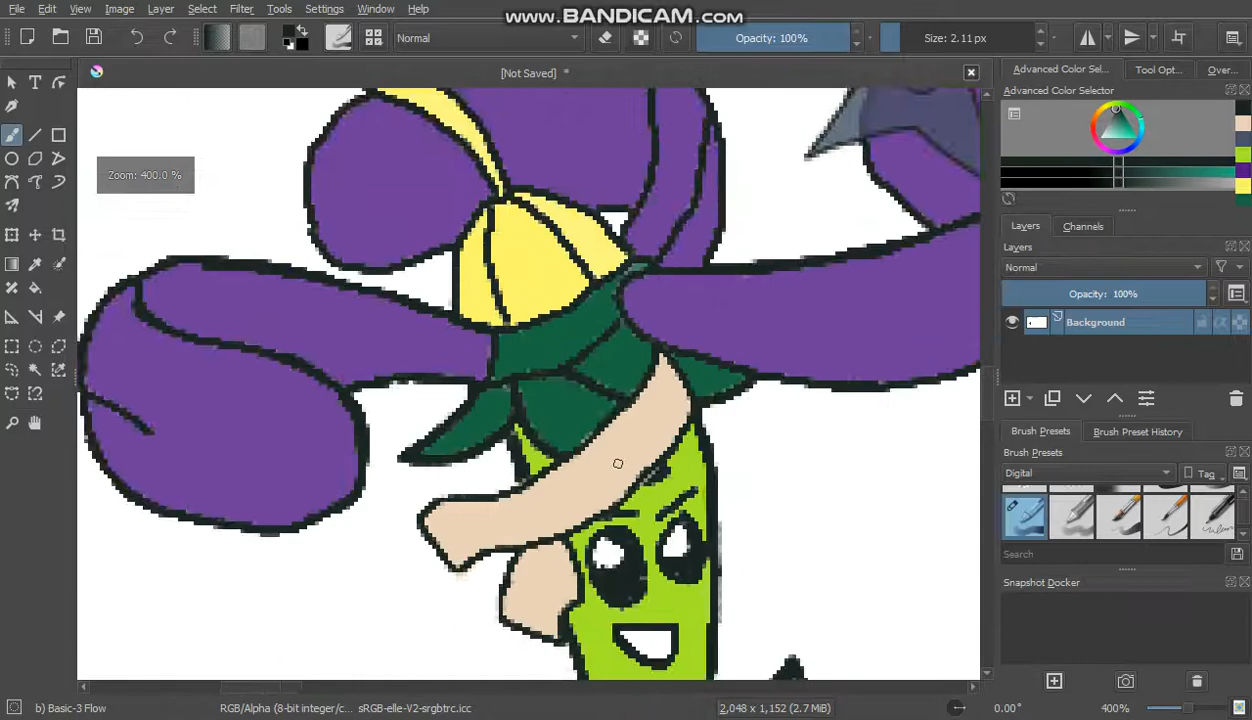 www.BANDICAM.com
File Edit View Image Layer Select Filter Tools Settings Window Help
Normal
Opacity: 100%
Size: 2.11 px
[Not Saved] *
Advanced Color Sel...
Tool Opt...
Over...
Advanced Color Selector
Zoom: 400.0 %
Layers
Channels
Layers
Normal
Opacity: 100%
Background
Brush Presets
Brush Preset History
Brush Presets
Digital
Tag
Search
Snapshot Docker
b) Basic-3 Flow
RGB/Alpha (8-bit integer/c...
sRGB-elle-V2-srgbtrc.icc
2,048 x 1,152 (2.7 MiB)
0.00°
400%